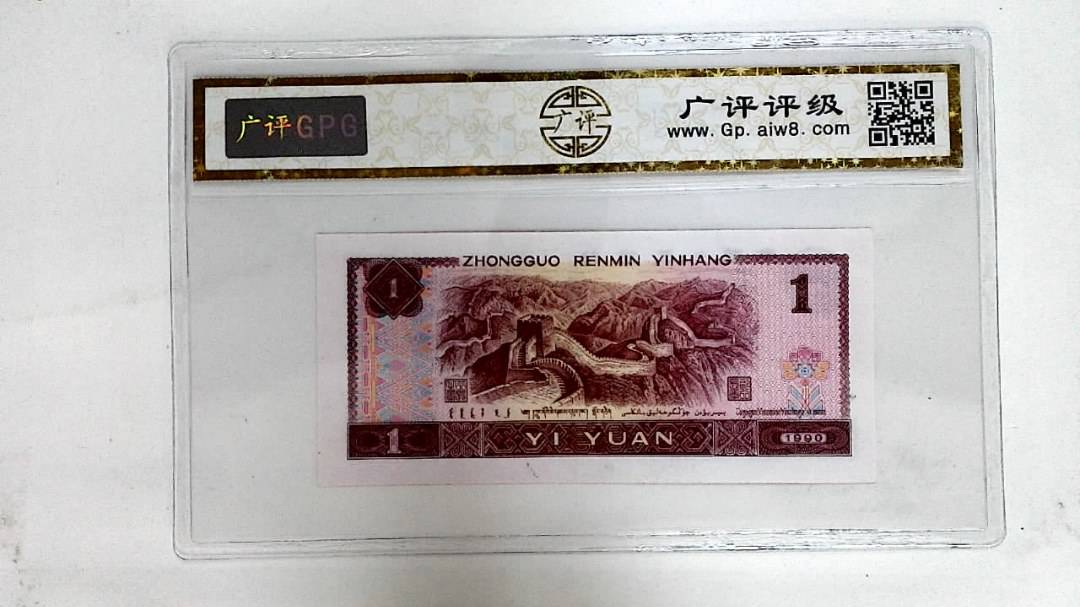 广评GPG
广评
广评评级
www.Gp.aiw8.com
ZHONGGUO RENMIN YINHANG
1
1
1
YI YUAN
1990